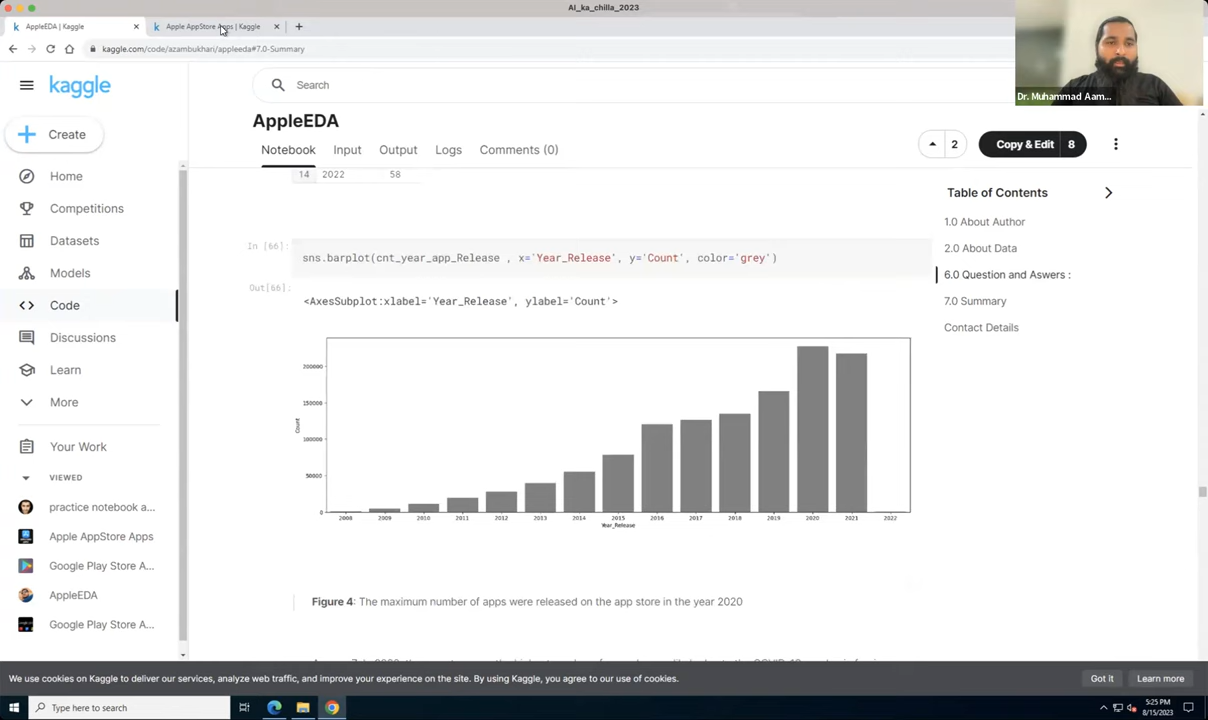 AI_ka_chilla_2023
AppleEDA | Kaggle
Apple AppStore Apps | Kaggle
kaggle.com/code/azambukhari/appleeda#7.0-Summary
Dr. Muhammad Aam...
kaggle
Search
Create
AppleEDA
Notebook
Input
Output
Logs
Comments (0)
2
Copy & Edit
8
Home
Competitions
Datasets
Models
Code
Discussions
Learn
More
Your Work
VIEWED
practice notebook a...
Apple AppStore Apps
Google Play Store A...
AppleEDA
Google Play Store A...
14 2022 58
In [66]:
sns.barplot(cnt_year_app_Release , x='Year_Release', y='Count', color='grey')
Out[66]:
<AxesSubplot:xlabel='Year_Release', ylabel='Count'>
200000
150000
100000
50000
0
Count
2008 2009 2010 2011 2012 2013 2014 2015 2016 2017 2018 2019 2020 2021 2022
Year_Release
Figure 4: The maximum number of apps were released on the app store in the year 2020
Table of Contents
1.0 About Author
2.0 About Data
6.0 Question and Aswers :
7.0 Summary
Contact Details
We use cookies on Kaggle to deliver our services, analyze web traffic, and improve your experience on the site. By using Kaggle, you agree to our use of cookies.
Got it
Learn more
Type here to search
5:25 PM
8/15/2023